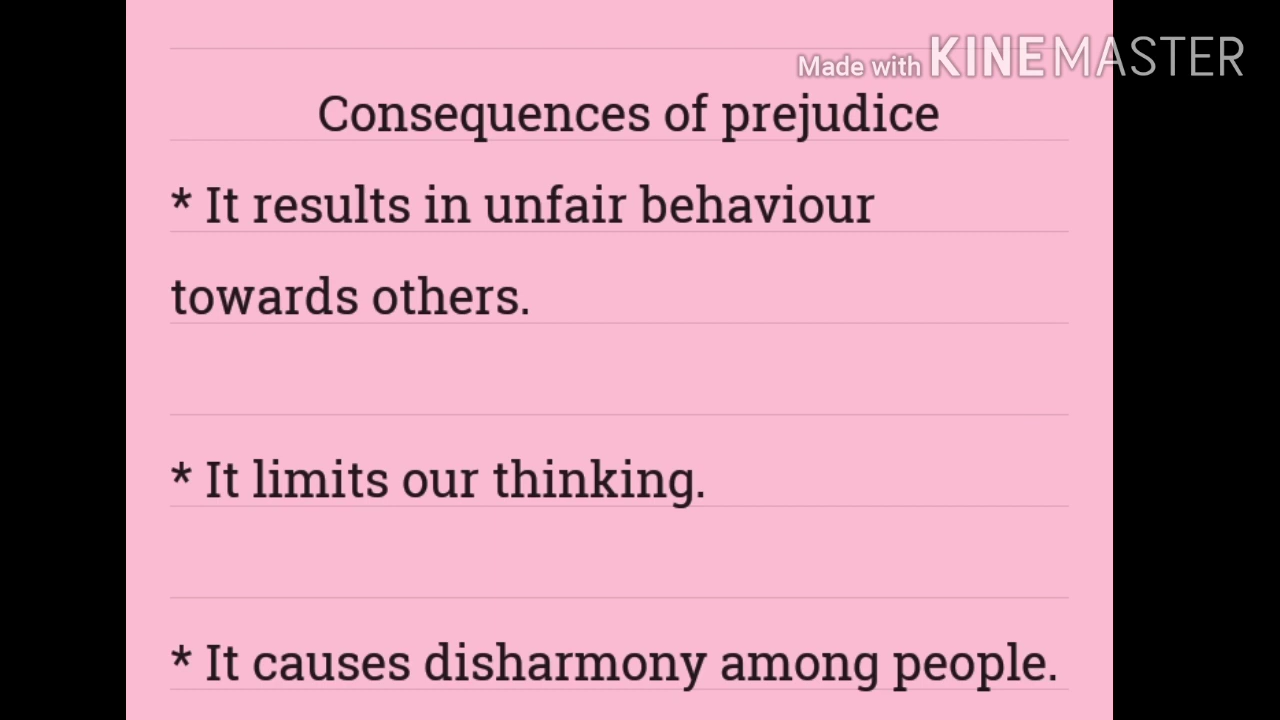 Made with KINEMASTER
Consequences of prejudice
* It results in unfair behaviour
towards others.
* It limits our thinking.
* It causes disharmony among people.